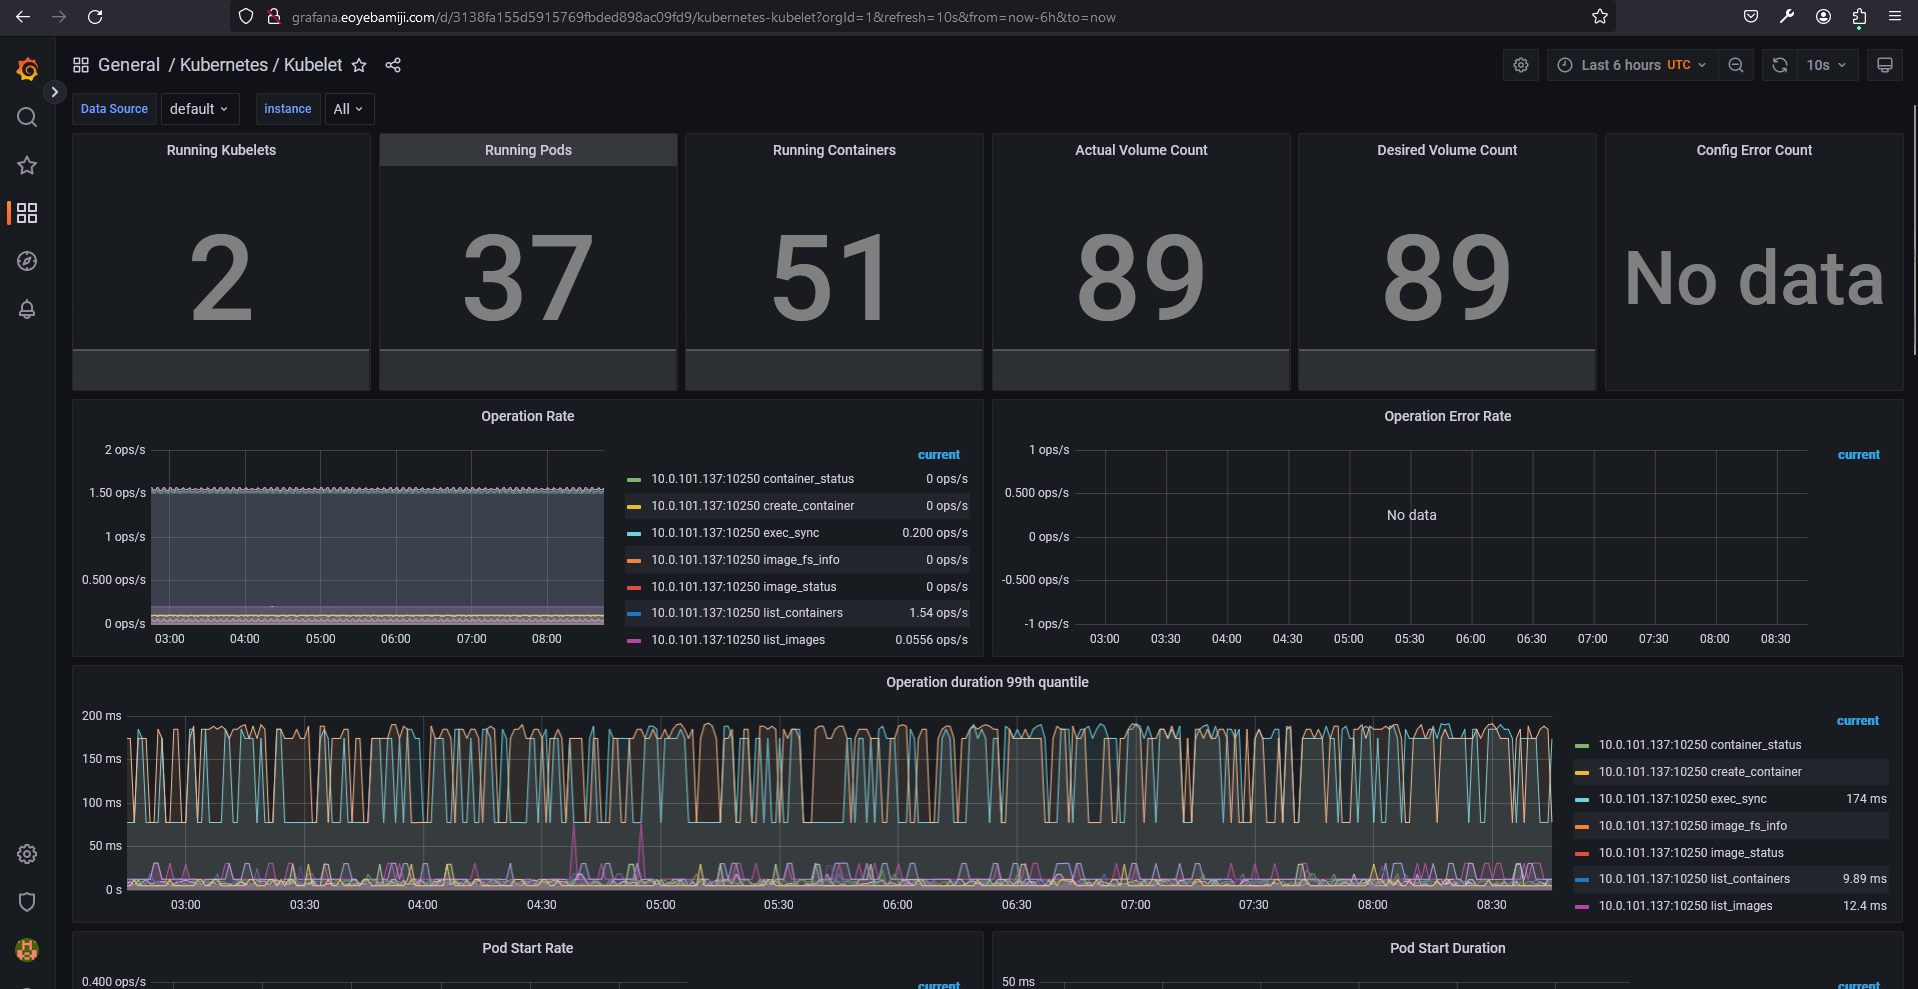 grafana.eoyebamiji.com/d/3138fa155d5915769fbded898ac09fd9/kubernetes-kubelet?orgId=1&refresh=10s&from=now-6h&to=now
General / Kubernetes / Kubelet
Last 6 hours UTC
10s
Data Source default instance All
Running Kubelets
2
Running Pods
37
Running Containers
51
Actual Volume Count
89
Desired Volume Count
89
Config Error Count
No data
Operation Rate
2 ops/s
1.50 ops/s
1 ops/s
0.500 ops/s
0 ops/s
03:00 04:00 05:00 06:00 07:00 08:00
current
10.0.101.137:10250 container_status 0 ops/s
10.0.101.137:10250 create_container 0 ops/s
10.0.101.137:10250 exec_sync 0.200 ops/s
10.0.101.137:10250 image_fs_info 0 ops/s
10.0.101.137:10250 image_status 0 ops/s
10.0.101.137:10250 list_containers 1.54 ops/s
10.0.101.137:10250 list_images 0.0556 ops/s
Operation Error Rate
1 ops/s
0.500 ops/s
0 ops/s
-0.500 ops/s
-1 ops/s
No data
03:00 03:30 04:00 04:30 05:00 05:30 06:00 06:30 07:00 07:30 08:00 08:30
current
Operation duration 99th quantile
200 ms
150 ms
100 ms
50 ms
0 s
03:00 03:30 04:00 04:30 05:00 05:30 06:00 06:30 07:00 07:30 08:00 08:30
current
10.0.101.137:10250 container_status
10.0.101.137:10250 create_container
10.0.101.137:10250 exec_sync 174 ms
10.0.101.137:10250 image_fs_info
10.0.101.137:10250 image_status
10.0.101.137:10250 list_containers 9.89 ms
10.0.101.137:10250 list_images 12.4 ms
Pod Start Rate
0.400 ops/s
current
Pod Start Duration
50 ms
current